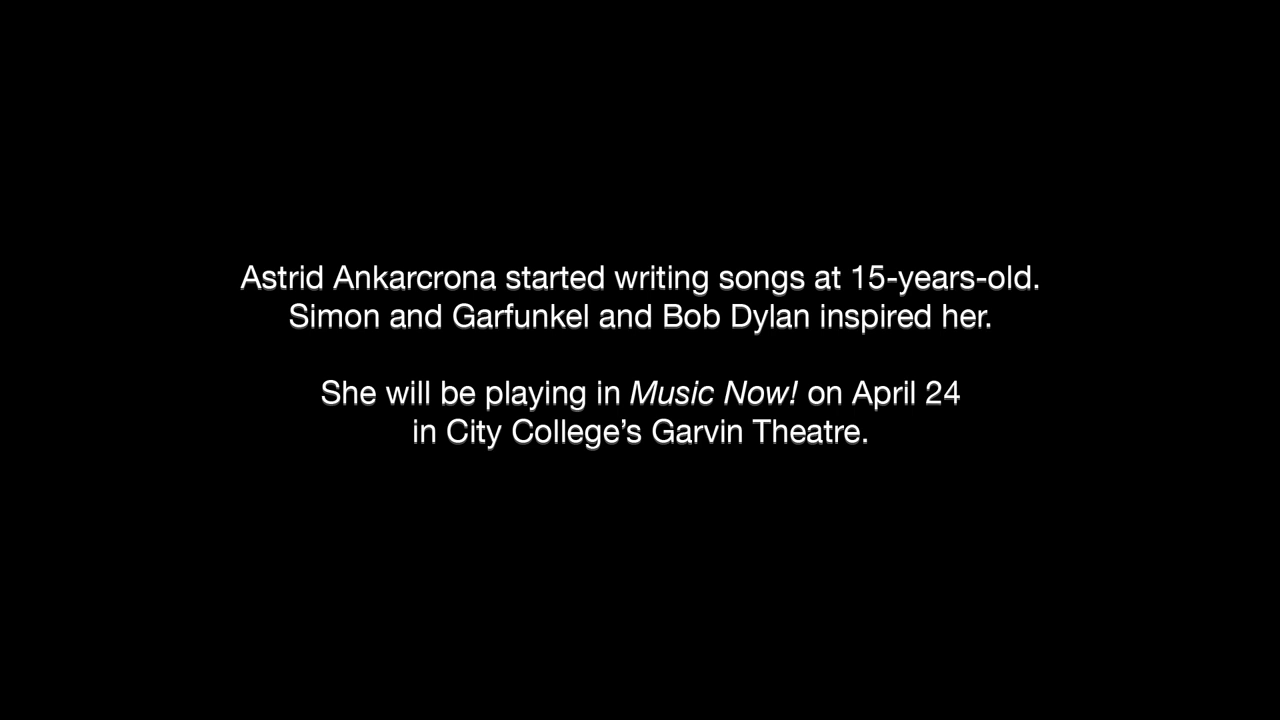 Astrid Ankarcrona started writing songs at 15-years-old.
Simon and Garfunkel and Bob Dylan inspired her.
She will be playing in Music Now! on April 24
in City College’s Garvin Theatre.